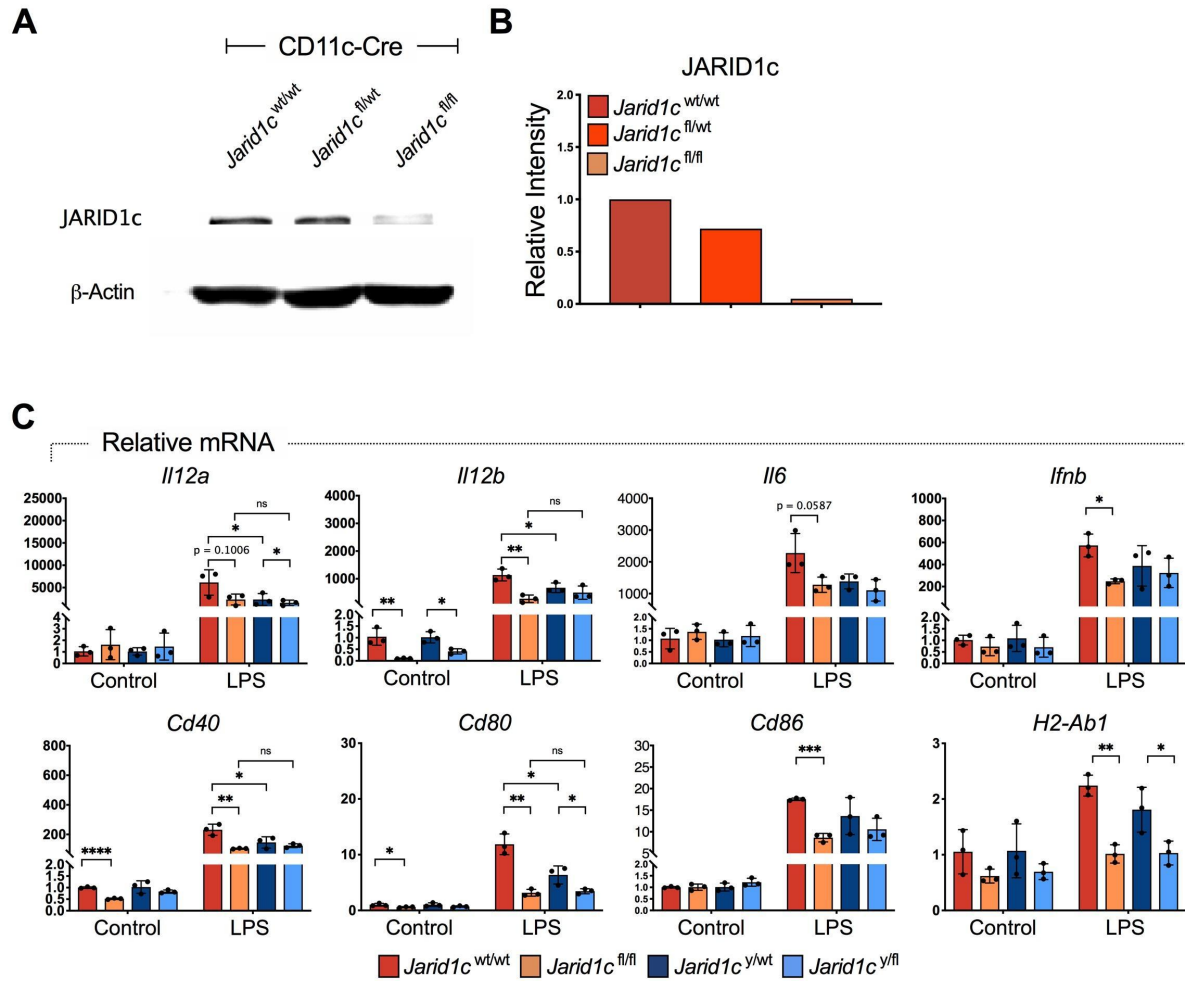 A
CD11c-Cre
Jarid1c wt/wt
Jarid1c fl/wt
Jarid1c fl/fl
JARID1c
β-Actin
B
JARID1c
Relative Intensity
2.0
1.5
1.0
0.5
0.0
Jarid1c wt/wt
Jarid1c fl/wt
Jarid1c fl/fl
C
Relative mRNA
Il12a
25000
20000
15000
10000
5000
4
3
2
1
0
p = 0.1006
*
ns
*
Control
LPS
Il12b
4000
3000
2000
1000
2.0
1.5
1.0
0.5
0.0
**
*
**
*
ns
Control
LPS
Il6
4000
3000
2000
1000
2.0
1.5
1.0
0.5
0.0
p = 0.0587
Control
LPS
Ifnb
1000
800
600
400
200
2.0
1.5
1.0
0.5
0.0
*
Control
LPS
Cd40
800
600
400
200
2.0
1.5
1.0
0.5
0.0
****
**
*
ns
Control
LPS
Cd80
30
20
10
0
*
**
*
ns
*
Control
LPS
Cd86
30
25
20
15
10
5
2.0
1.5
1.0
0.5
0.0
***
Control
LPS
H2-Ab1
3
2
1
0
**
*
Control
LPS
Jarid1c wt/wt
Jarid1c fl/fl
Jarid1c y/wt
Jarid1c y/fl